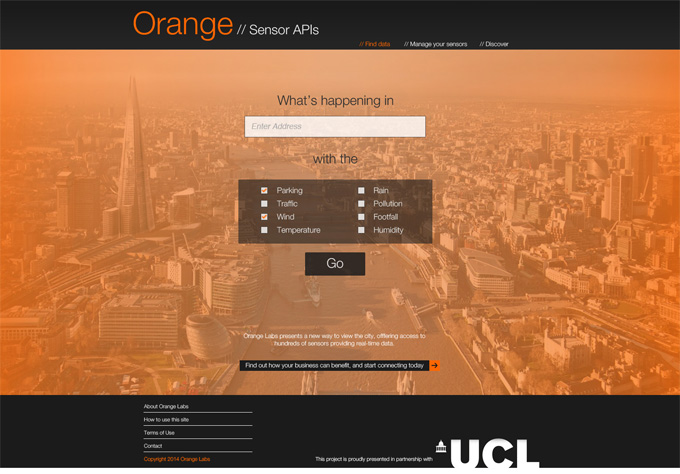 Orange // Sensor APIs
// Find data // Manage your sensors // Discover
What's happening in
Enter Address
with the
Parking Rain
Traffic Pollution
Wind Footfall
Temperature Humidity
Go
Orange Labs presents a new way to view the city, offering access to
hundreds of sensors providing real-time data.
Find out how your business can benefit, and start connecting today
About Orange Labs
How to use this site
Terms of Use
Contact
Copyright 2014 Orange Labs
This project is proudly presented in partnership with UCL